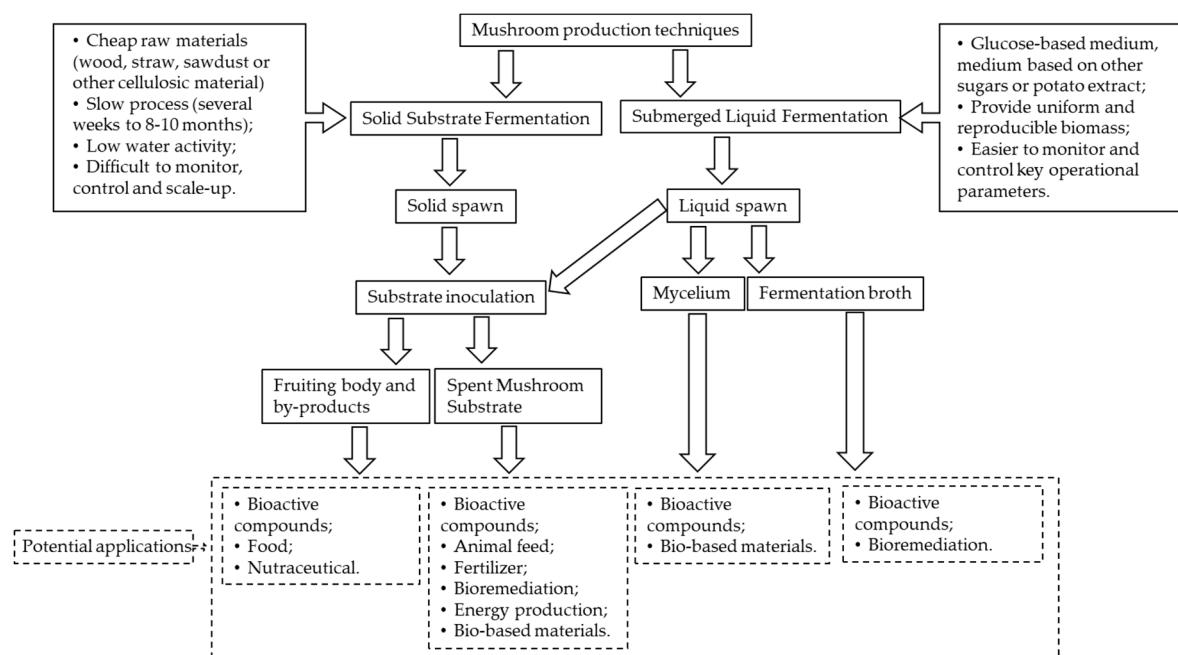 Mushroom production techniques
• Cheap raw materials
(wood, straw, sawdust or
other cellulosic material)
• Slow process (several
weeks to 8-10 months);
• Low water activity;
• Difficult to monitor,
control and scale-up.
Solid Substrate Fermentation
Submerged Liquid Fermentation
• Glucose-based medium,
medium based on other
sugars or potato extract;
• Provide uniform and
reproducible biomass;
• Easier to monitor and
control key operational
parameters.
Solid spawn
Liquid spawn
Substrate inoculation
Mycelium
Fermentation broth
Fruiting body and
by-products
Spent Mushroom
Substrate
Potential applications
• Bioactive
compounds;
• Food;
• Nutraceutical.
• Bioactive
compounds;
• Animal feed;
• Fertilizer;
• Bioremediation;
• Energy production;
• Bio-based materials.
• Bioactive
compounds;
• Bio-based materials.
• Bioactive
compounds;
• Bioremediation.